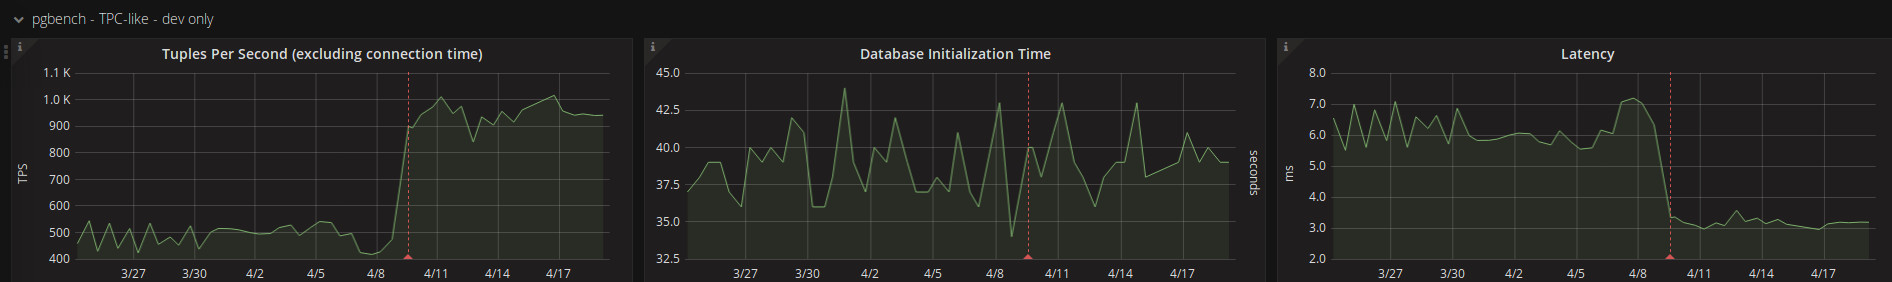 pgbench - TPC-like - dev only
Tuples Per Second (excluding connection time)
1.1 K
1.0 K
900
800
700
600
500
400
TPS
3/27 3/30 4/2 4/5 4/8 4/11 4/14 4/17
Database Initialization Time
45.0
42.5
40.0
37.5
35.0
32.5
seconds
3/27 3/30 4/2 4/5 4/8 4/11 4/14 4/17
Latency
8.0
7.0
6.0
5.0
4.0
3.0
2.0
ms
3/27 3/30 4/2 4/5 4/8 4/11 4/14 4/17